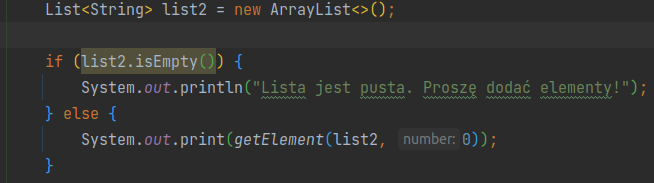 List<String> list2 = new ArrayList<>();
if (list2.isEmpty()) {
System.out.println("Lista jest pusta. Proszę dodać elementy!");
} else {
System.out.print(getElement(list2, number: 0));
}